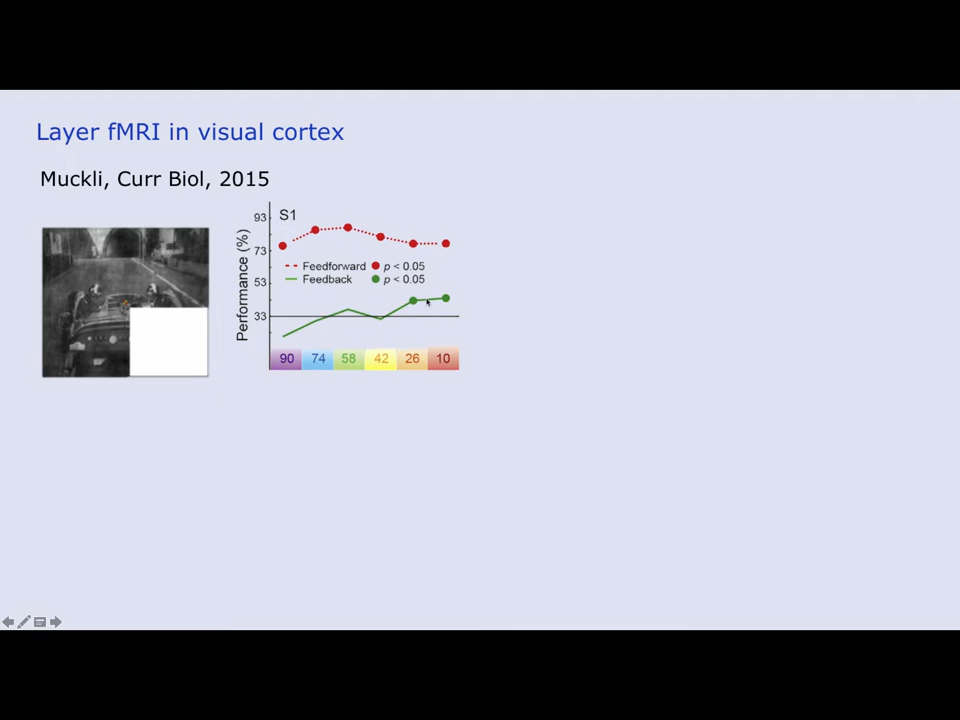 Layer fMRI in visual cortex
Muckli, Curr Biol, 2015
S1
Performance (%)
93
73
53
33
Feedforward p < 0.05
Feedback p < 0.05
90 74 58 42 26 10